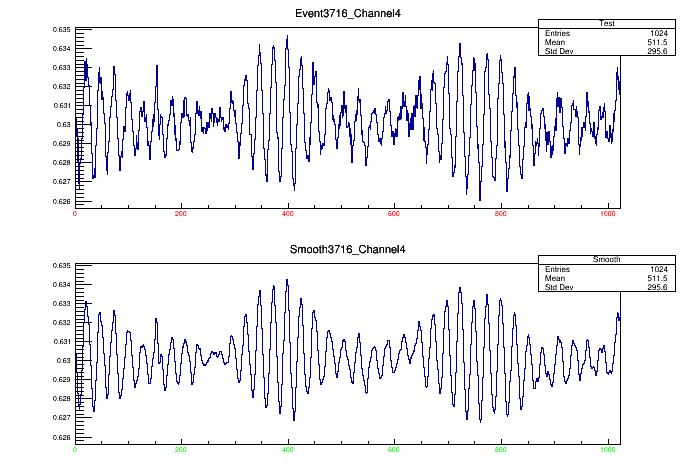 Event3716_Channel4
Test
Entries 1024
Mean 511.5
Std Dev 295.6
0.635
0.634
0.633
0.632
0.631
0.63
0.629
0.628
0.627
0.626
0 200 400 600 800 1000
Smooth3716_Channel4
Smooth
Entries 1024
Mean 511.5
Std Dev 295.6
0.635
0.634
0.633
0.632
0.631
0.63
0.629
0.628
0.627
0.626
0 200 400 600 800 1000